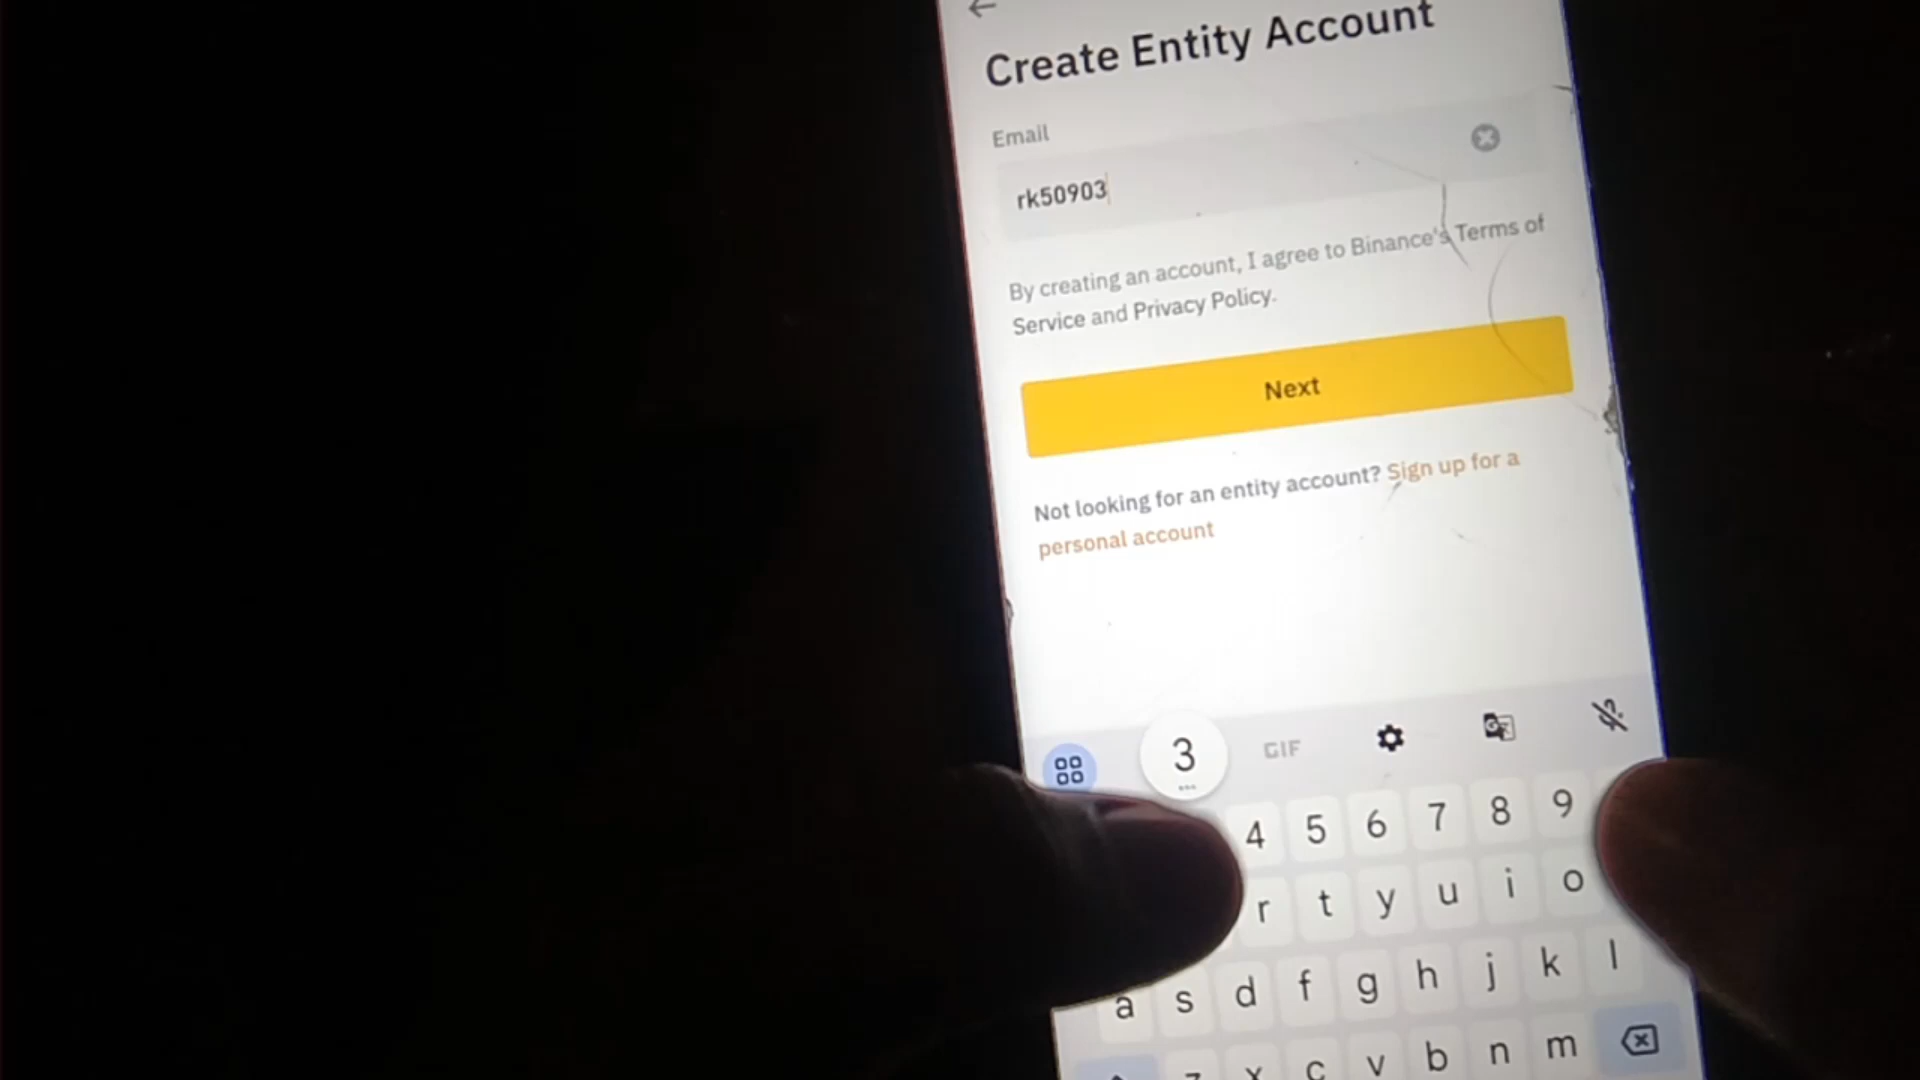 Create Entity Account
Email
rk50903
By creating an account, I agree to Binance's Terms of
Service and Privacy Policy.
Next
Not looking for an entity account? Sign up for a
personal account
3 GIF
4 5 6 7 8 9
r t y u i o
a s d f g h j k l
z x c v b n m